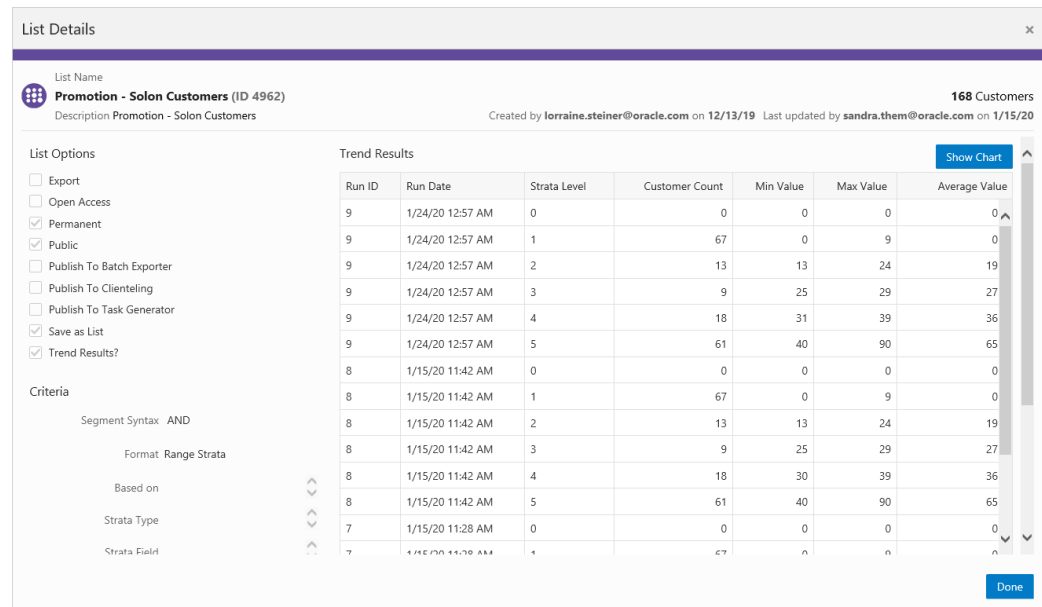 List Details ×
List Name
Promotion - Solon Customers (ID 4962) 168 Customers
Description Promotion - Solon Customers Created by lorraine.steiner@oracle.com on 12/13/19 Last updated by sandra.them@oracle.com on 1/15/20
List Options
Export
Open Access
Permanent
Public
Publish To Batch Exporter
Publish To Clienteling
Publish To Task Generator
Save as List
Trend Results?
Criteria
Segment Syntax AND
Format Range Strata
Based on
Strata Type
Strata Field
Trend Results Show Chart
Run ID Run Date Strata Level Customer Count Min Value Max Value Average Value
9 1/24/20 12:57 AM 0 0 0 0 0
9 1/24/20 12:57 AM 1 67 0 9 0
9 1/24/20 12:57 AM 2 13 13 24 19
9 1/24/20 12:57 AM 3 9 25 29 27
9 1/24/20 12:57 AM 4 18 31 39 36
9 1/24/20 12:57 AM 5 61 40 90 65
8 1/15/20 11:42 AM 0 0 0 0 0
8 1/15/20 11:42 AM 1 67 0 9 0
8 1/15/20 11:42 AM 2 13 13 24 19
8 1/15/20 11:42 AM 3 9 25 29 27
8 1/15/20 11:42 AM 4 18 30 39 36
8 1/15/20 11:42 AM 5 61 40 90 65
7 1/15/20 11:28 AM 0 0 0 0 0
7 1/15/20 11:28 AM 1 67 0 9 0
Done